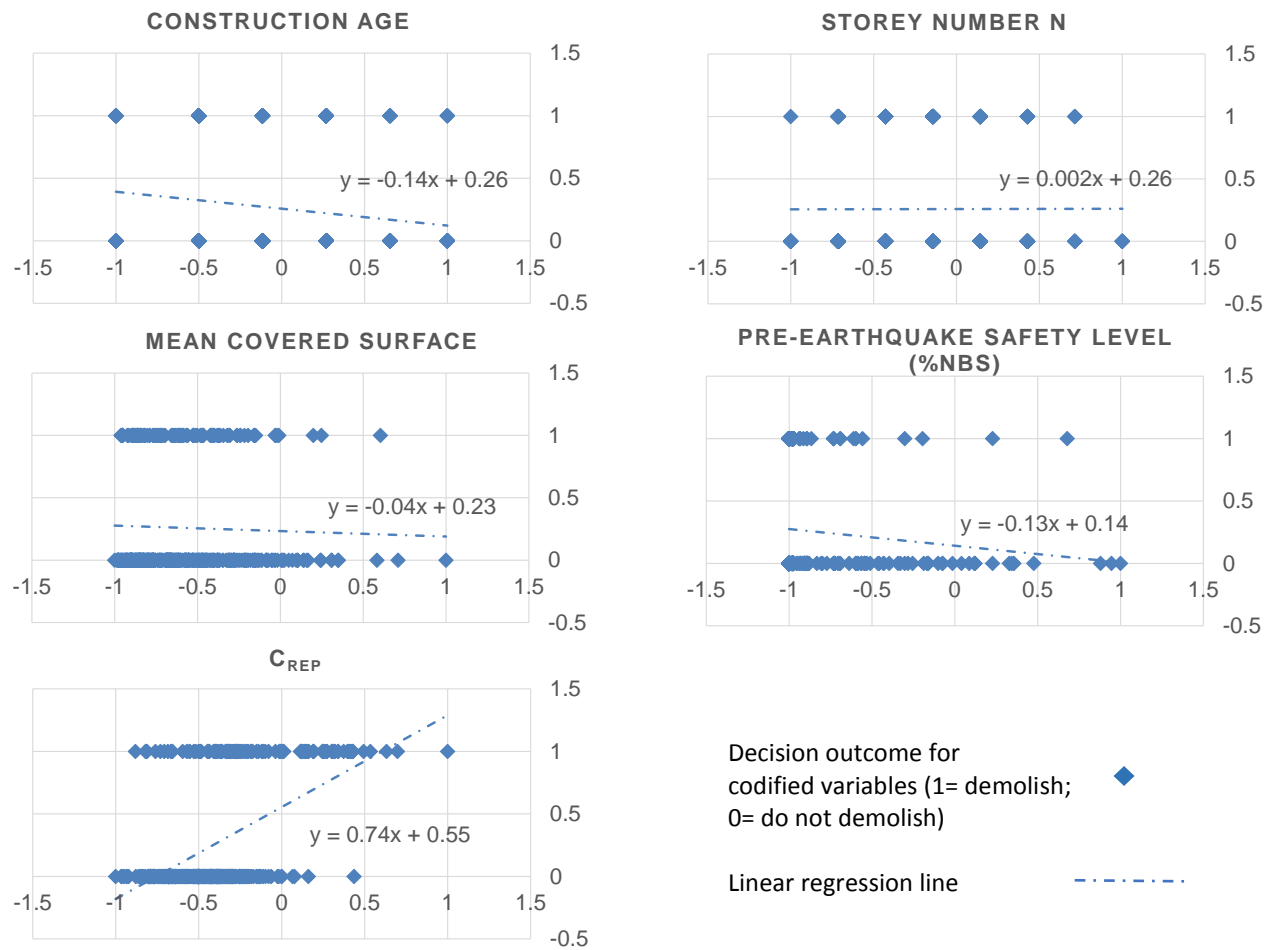 CONSTRUCTION AGE
1.5
1
0.5
0
-0.5
-1.5 -1 -0.5 0 0.5 1 1.5
y = -0.14x + 0.26
STOREY NUMBER N
1.5
1
0.5
0
-0.5
-1.5 -1 -0.5 0 0.5 1 1.5
y = 0.002x + 0.26
MEAN COVERED SURFACE
1.5
1
0.5
0
-0.5
-1.5 -1 -0.5 0 0.5 1 1.5
y = -0.04x + 0.23
PRE-EARTHQUAKE SAFETY LEVEL
(%NBS)
1.5
1
0.5
0
-0.5
-1.5 -1 -0.5 0 0.5 1 1.5
y = -0.13x + 0.14
C_REP
1.5
1
0.5
0
-0.5
-1.5 -1 -0.5 0 0.5 1 1.5
y = 0.74x + 0.55
Decision outcome for
codified variables (1= demolish;
0= do not demolish)
Linear regression line